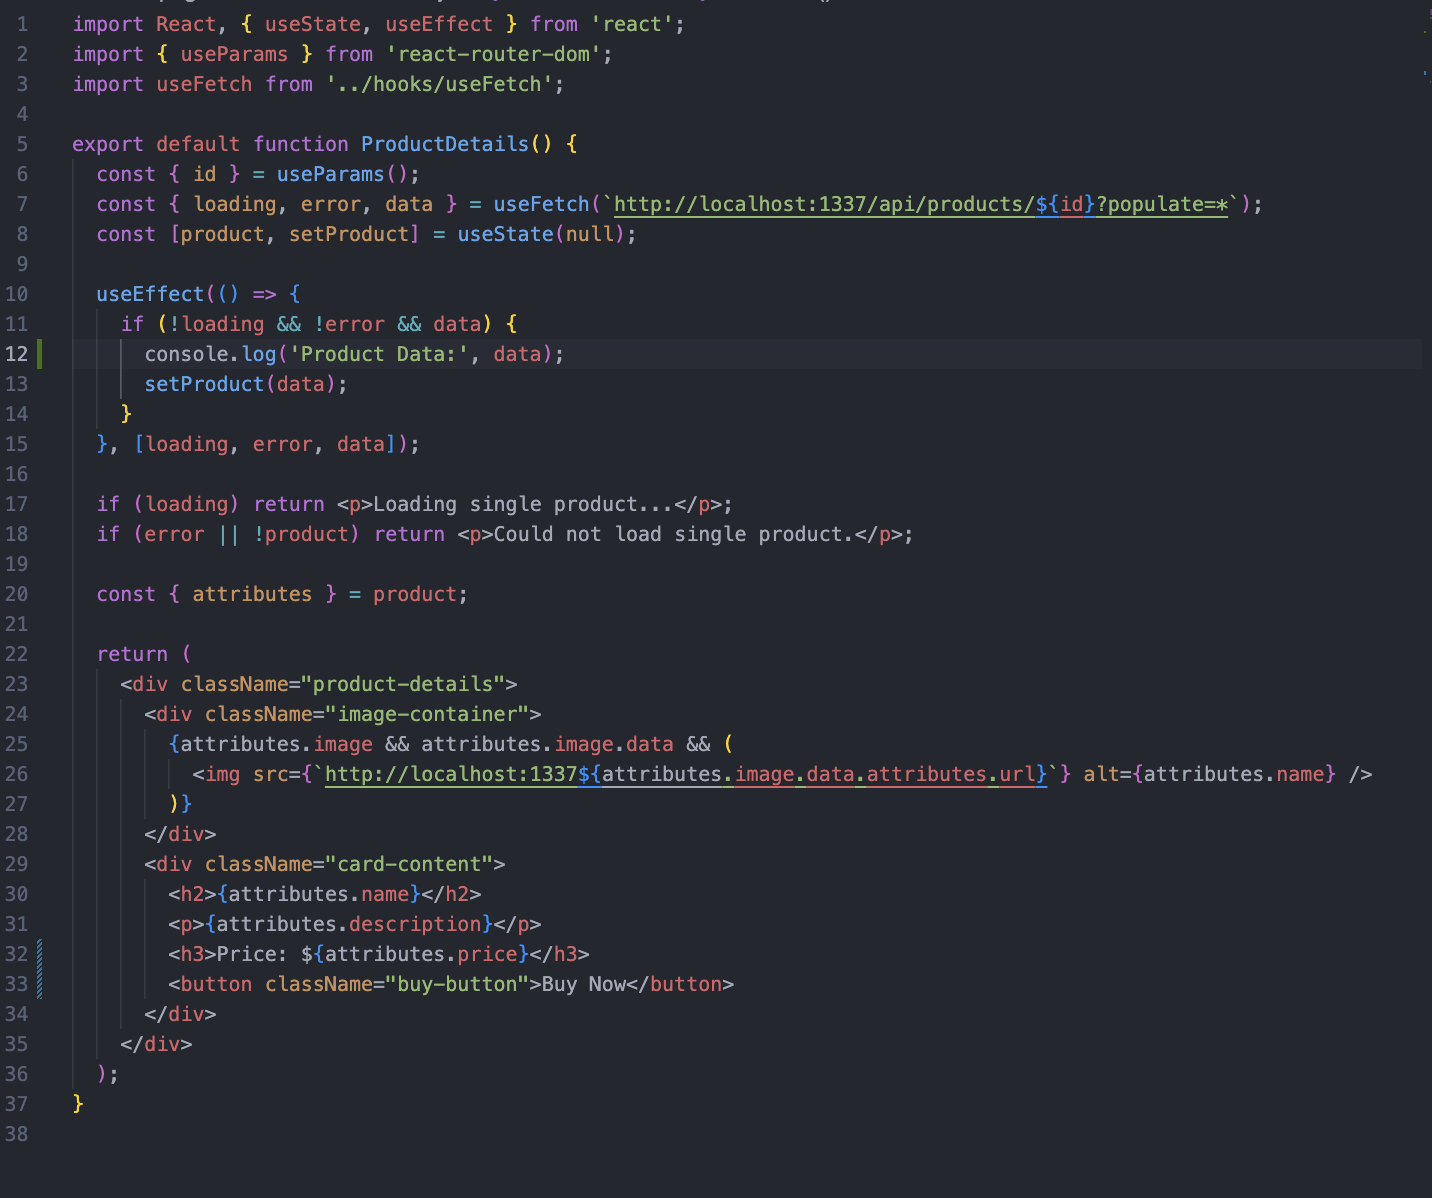 1 import React, { useState, useEffect } from 'react';
2 import { useParams } from 'react-router-dom';
3 import useFetch from '../hooks/useFetch';
4
5 export default function ProductDetails() {
6   const { id } = useParams();
7   const { loading, error, data } = useFetch(`http://localhost:1337/api/products/${id}?populate=*`);
8   const [product, setProduct] = useState(null);
9
10   useEffect(() => {
11     if (!loading && !error && data) {
12       console.log('Product Data:', data);
13       setProduct(data);
14     }
15   }, [loading, error, data]);
16
17   if (loading) return <p>Loading single product...</p>;
18   if (error || !product) return <p>Could not load single product.</p>;
19
20   const { attributes } = product;
21
22   return (
23     <div className="product-details">
24       <div className="image-container">
25         {attributes.image && attributes.image.data && (
26           <img src={`http://localhost:1337${attributes.image.data.attributes.url}`} alt={attributes.name} />
27         )}
28       </div>
29       <div className="card-content">
30         <h2>{attributes.name}</h2>
31         <p>{attributes.description}</p>
32         <h3>Price: ${attributes.price}</h3>
33         <button className="buy-button">Buy Now</button>
34       </div>
35     </div>
36   );
37 }
38